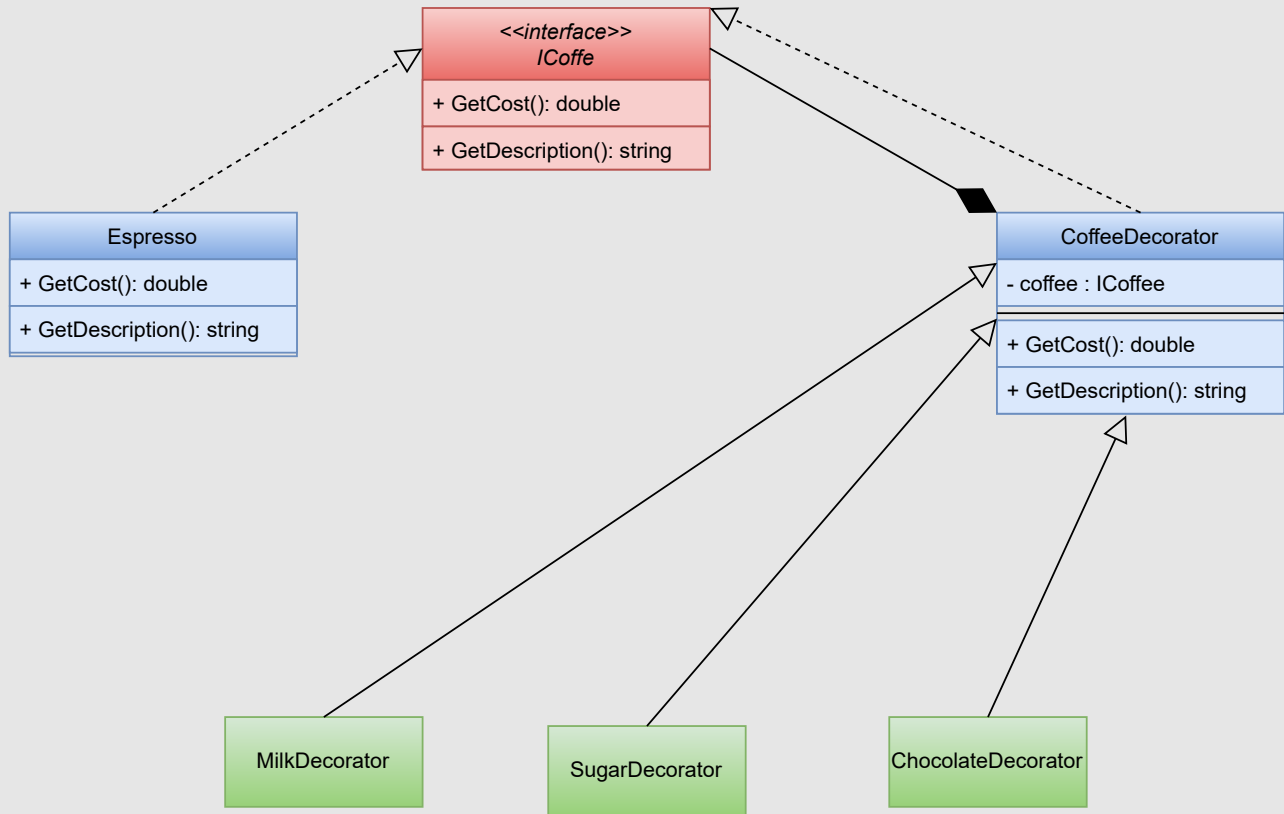 <<interface>>
ICoffe
+ GetCost(): double
+ GetDescription(): string
Espresso
+ GetCost(): double
+ GetDescription(): string
CoffeeDecorator
- coffee : ICoffee
+ GetCost(): double
+ GetDescription(): string
MilkDecorator
SugarDecorator
ChocolateDecorator